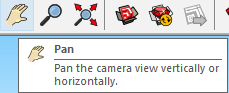 Pan
Pan the camera view vertically or
horizontally.